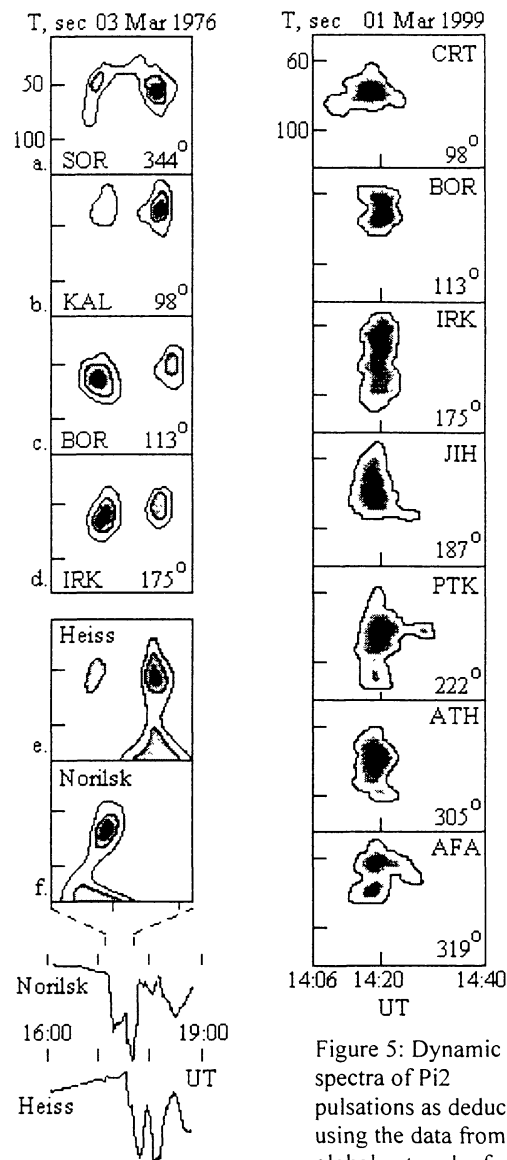 T, sec 03 Mar 1976
50
100
a. SOR 344°
b. KAL 98°
c. BOR 113°
d. IRK 175°
Heiss
e.
Norilsk
f.
Norilsk
16:00 19:00
UT
Heiss
T, sec 01 Mar 1999
60
CRT
100
98°
BOR
113°
IRK
175°
JIH
187°
PTK
222°
ATH
305°
AFA
319°
14:06 14:20 14:40
UT
Figure 5: Dynamic
spectra of Pi2
pulsations as deduc
using the data from